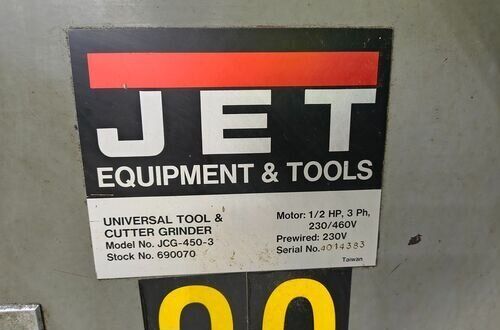 JET
EQUIPMENT & TOOLS
UNIVERSAL TOOL &
CUTTER GRINDER
Model No. JCG-450-3
Stock No. 690070
Motor: 1/2 HP, 3 Ph,
230/460V
Prewired: 230V
Serial No. 4014383
Taiwan